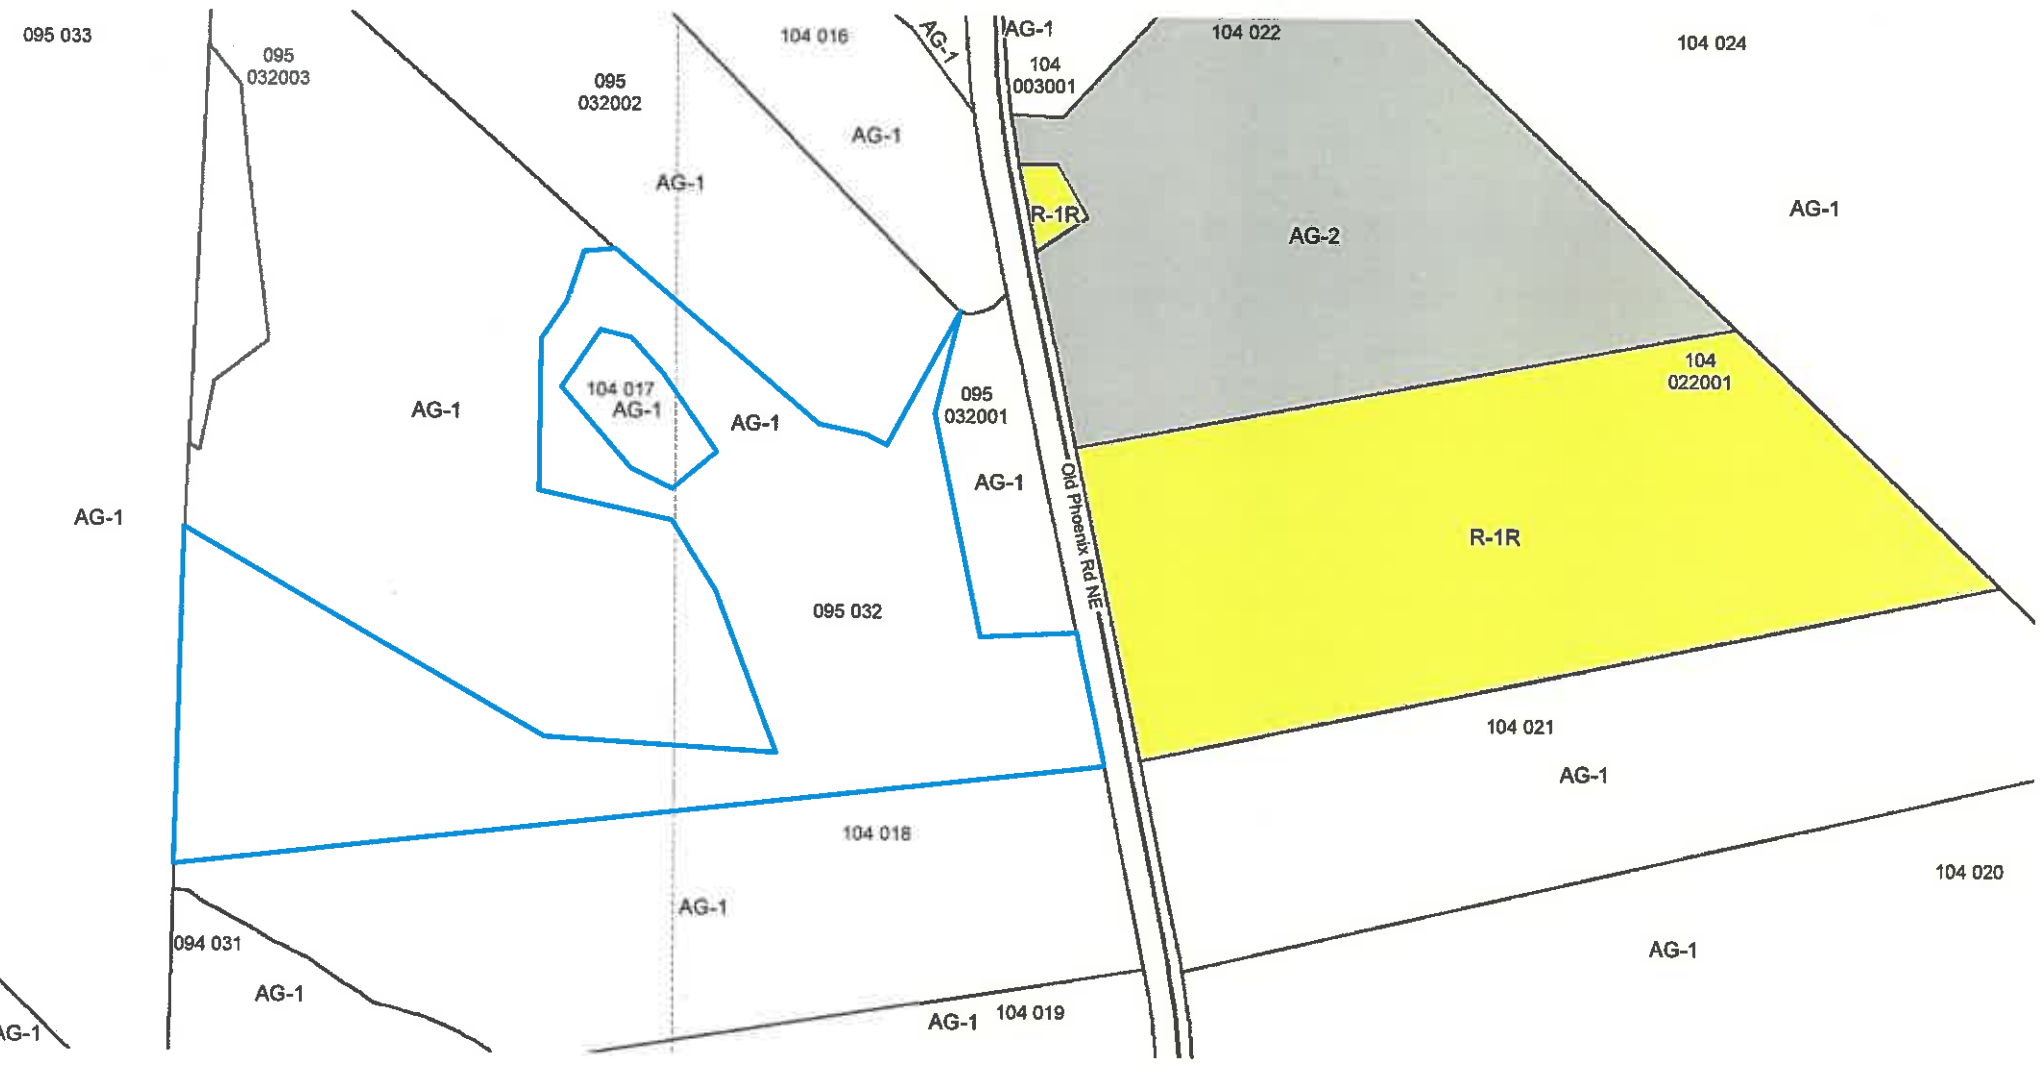 095 033
095
032003
095
032002
104 016
AG-1
AG-1
104
003001
104 022
104 024
AG-1
AG-1
R-1R
AG-2
AG-1
104
022001
104 017
AG-1
AG-1
AG-1
095
032001
AG-1
AG-1
Old Phoenix Rd NE
R-1R
095 032
104 021
AG-1
104 018
AG-1
104 020
094 031
AG-1
AG-1
AG-1
104 019
AG-1